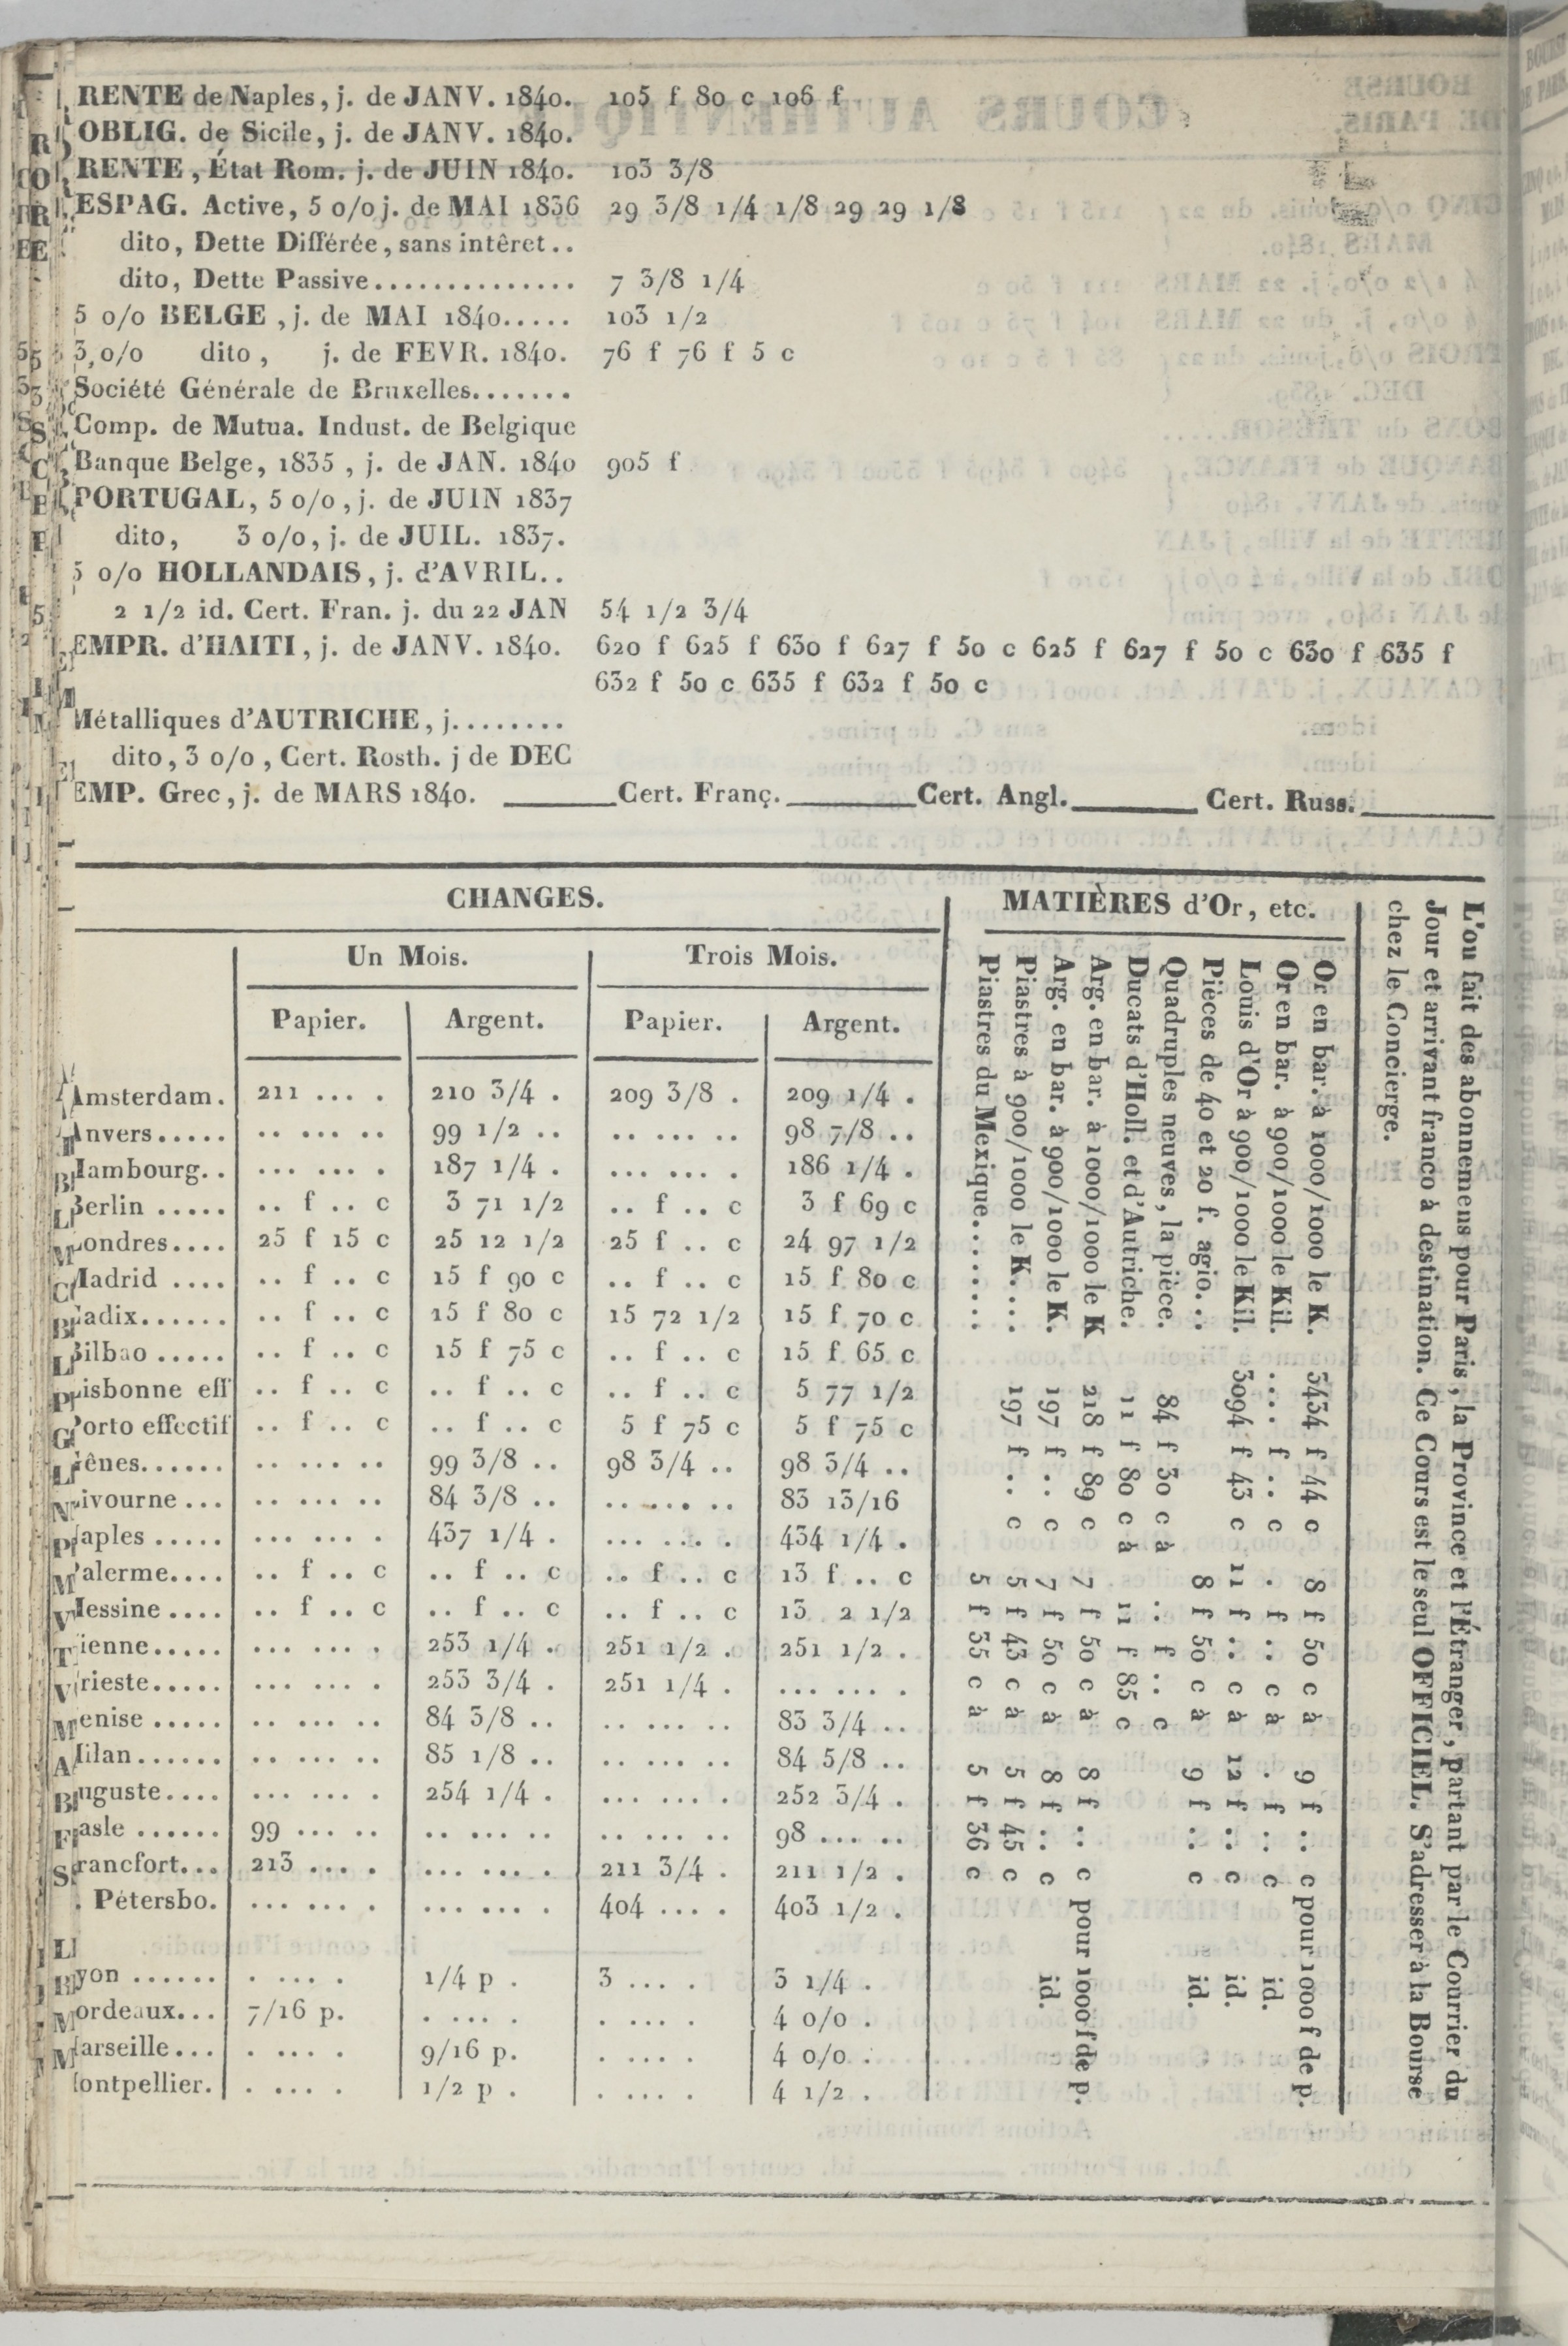 RENTE de Naples, j. de JANV. 1840. 105 f 80 c 106 f
OBLIG. de Sicile, j. de JANV. 1840.
RENTE, État Rom. j. de JUIN 1840. 103 3/8
ESPAG. Active, 5 o/o j. de MAI 1836 29 3/8 1/4 1/8 29 29 1/8
dito, Dette Différée, sans intêret..
dito, Dette Passive.............. 7 3/8 1/4
5 o/o BELGE, j. de MAI 1840..... 103 1/2
3 o/o dito, j. de FEVR. 1840. 76 f 76 f 5 c
Société Générale de Bruxelles.......
Comp. de Mutua. Indust. de Belgique
Banque Belge, 1835, j. de JAN. 1840 905 f
PORTUGAL, 5 o/o, j. de JUIN 1837
dito, 3 o/o, j. de JUIL. 1837.
5 o/o HOLLANDAIS, j. d'AVRIL..
2 1/2 id. Cert. Fran. j. du 22 JAN 54 1/2 3/4
EMPR. d'HAITI, j. de JANV. 1840. 620 f 625 f 630 f 627 f 50 c 625 f 627 f 50 c 630 f 635 f
632 f 50 c 635 f 632 f 50 c
Métalliques d'AUTRICHE, j........
dito, 3 o/o, Cert. Rosth. j de DEC
EMP. Grec, j. de MARS 1840. ______Cert. Franç.______Cert. Angl.______ Cert. Russ.______
CHANGES.
Un Mois. Trois Mois.
Papier. Argent. Papier. Argent.
Amsterdam. 211 ... . 210 3/4 . 209 3/8 . 209 1/4 .
Anvers..... .. ... .. 99 1/2 .. .. ... .. 98 7/8 ..
Hambourg.. ... ... . 187 1/4 . ... ... . 186 1/4 .
Berlin ..... .. f .. c 3 71 1/2 .. f .. c 3 f 69 c
Londres.... 25 f 15 c 25 12 1/2 25 f .. c 24 97 1/2
Madrid .... .. f .. c 15 f 90 c .. f .. c 15 f 80 c
Cadix...... .. f .. c 15 f 80 c 15 72 1/2 15 f 70 c
Bilbao ..... .. f .. c 15 f 75 c .. f .. c 15 f 65 c
Lisbonne eff .. f .. c .. f .. c .. f .. c 5 77 1/2
Porto effectif .. f .. c .. f .. c 5 f 75 c 5 f 75 c
Gênes...... .. ... .. 99 3/8 .. 98 3/4 .. 98 3/4 ..
Livourne ... .. ... .. 84 3/8 .. .. ... .. 83 13/16
Naples ..... ... ... . 437 1/4 . ... ... . 434 1/4 .
Palerme.... .. f .. c .. f .. c .. f .. c 13 f .. c
Messine .... .. f .. c .. f .. c .. f .. c 13 2 1/2
Vienne..... ... ... . 253 1/4 . 251 1/2 . 251 1/2 .
Trieste..... ... ... . 253 3/4 . 251 1/4 . ... ... .
Venise ..... .. ... .. 84 3/8 .. .. ... .. 83 3/4 ..
Milan...... .. ... .. 85 1/8 .. .. ... .. 84 5/8 ..
Auguste.... ... ... . 254 1/4 . ... ... . 252 3/4 .
Basle ...... 99 ... .. .. ... .. .. ... .. 98 ... ..
Francfort... 213 ... . ... ... . 211 3/4 . 211 1/2 .
S. Pétersbo. ... ... . ... ... . 404 ... . 403 1/2 .
Lyon ...... . ... . 1/4 p . 3 ... . 3 1/4 .
Bordeaux... 7/16 p. . ... . . ... . 4 o/o .
Marseille... . ... . 9/16 p. . ... . 4 o/o .
Montpellier. . ... . 1/2 p . . ... . 4 1/2 .
MATIÈRES d'Or, etc.
Or en bar. à 1000/1000 le K. 3434 f 44 c 8 f 50 c à 9 f .. c pour 1000 f de p.
Or en bar. à 900/1000 le Kil. .... f .. c . f .. c à . f .. c id.
Louis d'Or à 900/1000 le Kil. 3094 f 43 c 11 f .. c à 12 f .. c id.
Pièces de 40 et 20 f. agio... 8 f 50 c à 9 f .. c id.
Quadruples neuves, la pièce. 84 f 30 c à .. f .. c
Ducats d'Holl. et d'Autriche. 11 f 80 c à 11 f 85 c
Arg. en bar. à 1000/1000 le K 218 f 89 c 7 f 50 c à 8 f .. c pour 1000 f de p.
Arg. en bar. à 900/1000 le K. 197 f .. c 7 f 50 c à 8 f .. c id.
Piastres à 900/1000 le K.... 197 f .. c 5 f 43 c à 5 f 45 c
Piastres du Mexique....... 5 f 35 c à 5 f 36 c
L'ou fait des abonnemens pour Paris, la Province et l'Étranger, partant par le Courrier du
Jour et arrivant franco à destination. Ce Cours est le seul OFFICIEL. S'adresser à la Bourse
chez le Concierge.